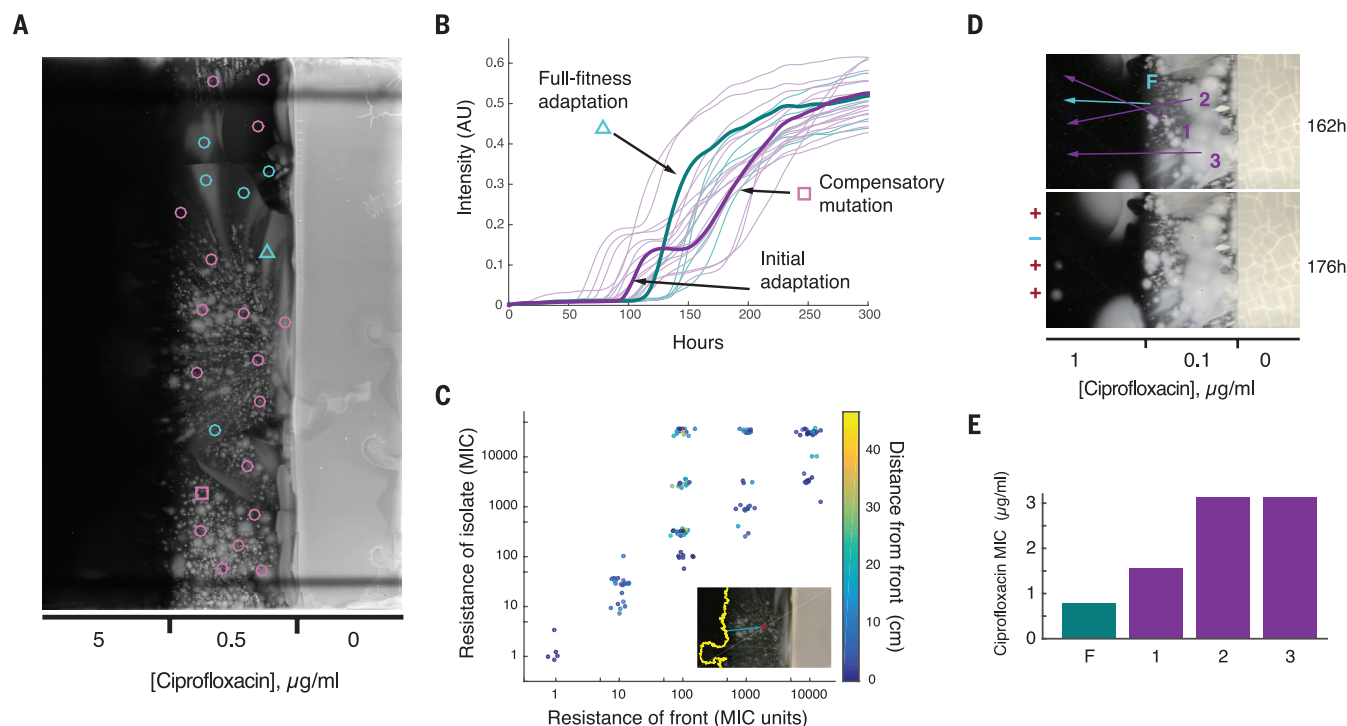 A
5
0.5
0
[Ciprofloxacin], µg/ml
B
Intensity (AU)
0.6
0.5
0.4
0.3
0.2
0.1
0
Full-fitness
adaptation
Compensatory
mutation
Initial
adaptation
0
50
100
150
200
250
300
Hours
C
Resistance of isolate (MIC)
10000
1000
100
10
1
1
10
100
1000
10000
Resistance of front (MIC units)
40
30
20
10
0
Distance from front (cm)
D
F
2
1
3
162h
+
−
+
+
176h
1
0.1
0
[Ciprofloxacin], µg/ml
E
Ciprofloxacin MIC (µg/ml)
3
2
1
0
F
1
2
3